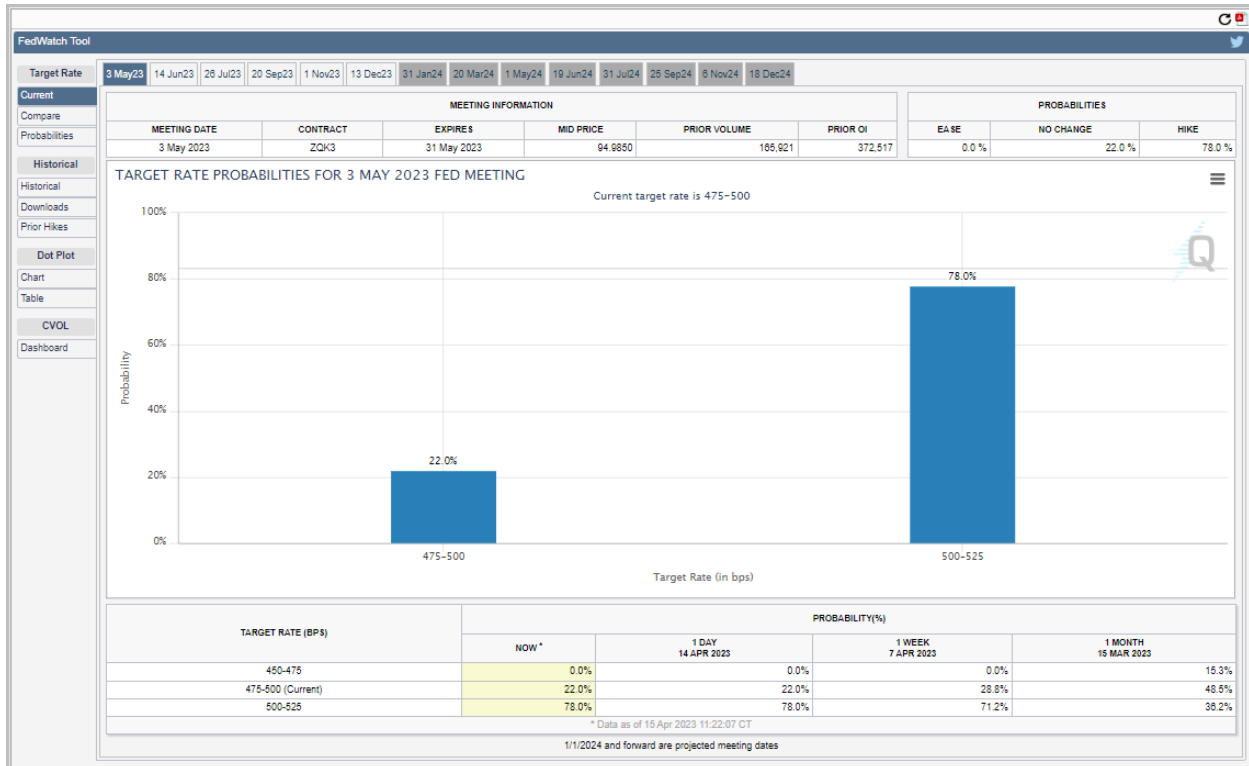 FedWatch Tool
Target Rate
Current
Compare
Probabilities
Historical
Historical
Downloads
Prior Hikes
Dot Plot
Chart
Table
CVOL
Dashboard
3 May23 14 Jun23 26 Jul23 20 Sep23 1 Nov23 13 Dec23 31 Jan24 20 Mar24 1 May24 19 Jun24 31 Jul24 25 Sep24 6 Nov24 18 Dec24
MEETING INFORMATION
MEETING DATE CONTRACT EXPIRES MID PRICE PRIOR VOLUME PRIOR OI
3 May 2023 ZQK3 31 May 2023 94.9850 165,921 372,517
PROBABILITIES
EASE NO CHANGE HIKE
0.0 % 22.0 % 78.0 %
TARGET RATE PROBABILITIES FOR 3 MAY 2023 FED MEETING
Current target rate is 475-500
Q
Probability
100%
80%
60%
40%
20%
0%
22.0%
78.0%
475-500 500-525
Target Rate (in bps)
TARGET RATE (BPS) PROBABILITY(%)
NOW * 1 DAY 14 APR 2023 1 WEEK 7 APR 2023 1 MONTH 15 MAR 2023
450-475 0.0% 0.0% 0.0% 15.3%
475-500 (Current) 22.0% 22.0% 28.8% 48.5%
500-525 78.0% 78.0% 71.2% 36.2%
* Data as of 15 Apr 2023 11:22:07 CT
1/1/2024 and forward are projected meeting dates